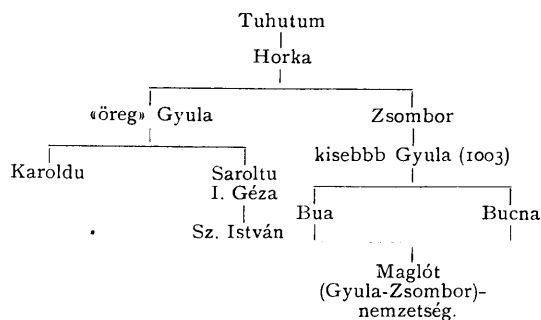 Tuhutum
Horka
«öreg» Gyula Zsombor
Karoldu Saroltu kisebbb Gyula (1003)
I. Géza
Bua Bucna
Sz. István
Maglót
(Gyula-Zsombor)-
nemzetség.